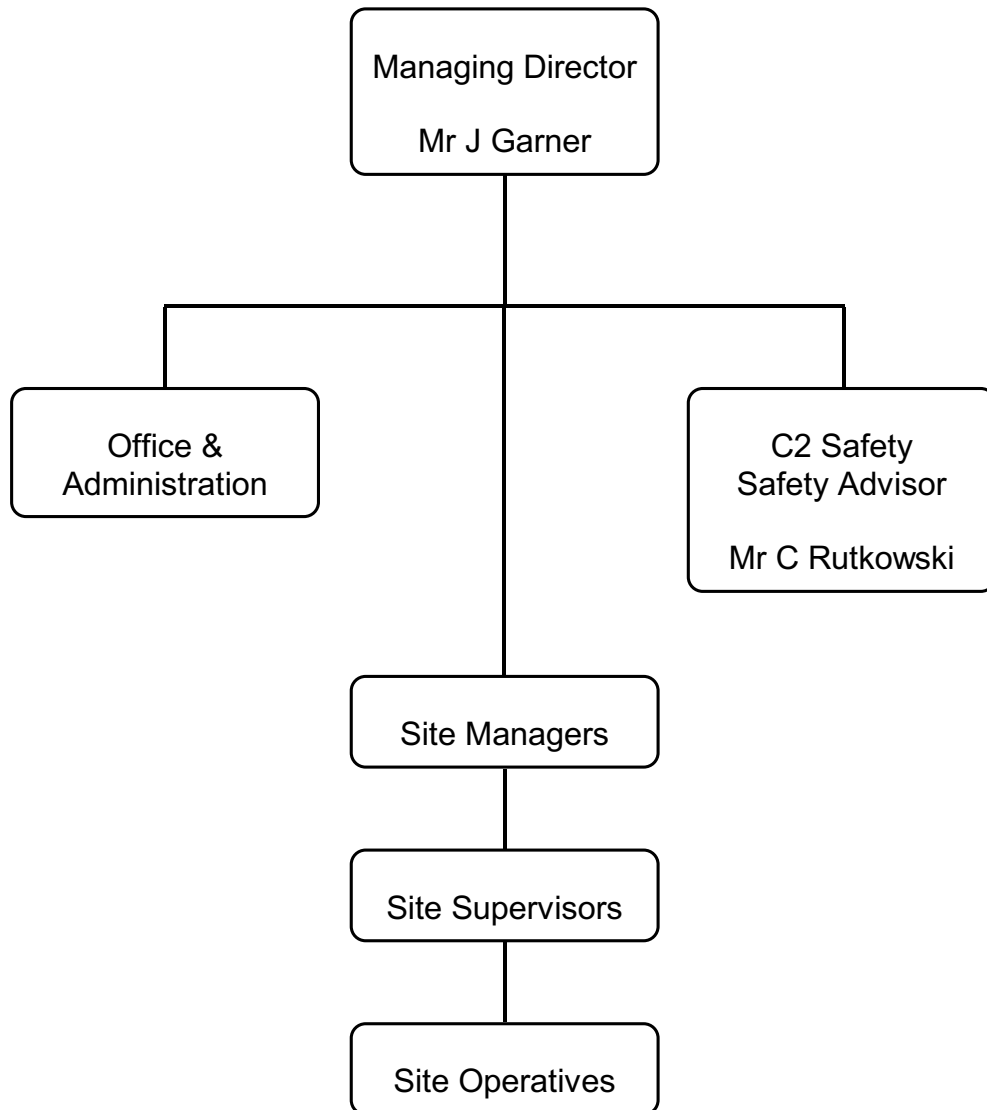 Managing Director
Mr J Garner
Office &
Administration
C2 Safety
Safety Advisor
Mr C Rutkowski
Site Managers
Site Supervisors
Site Operatives